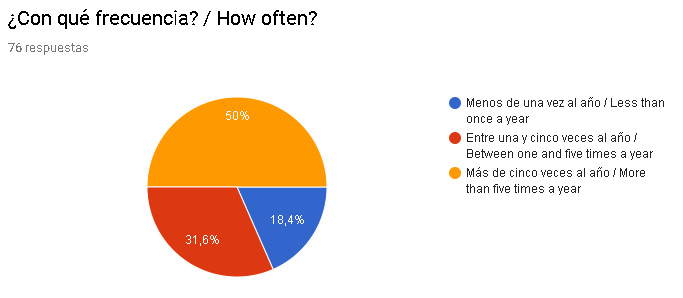 ¿Con qué frecuencia? / How often?
76 respuestas
50%
18,4%
31,6%
Menos de una vez al año / Less than
once a year
Entre una y cinco veces al año /
Between one and five times a year
Más de cinco veces al año / More
than five times a year